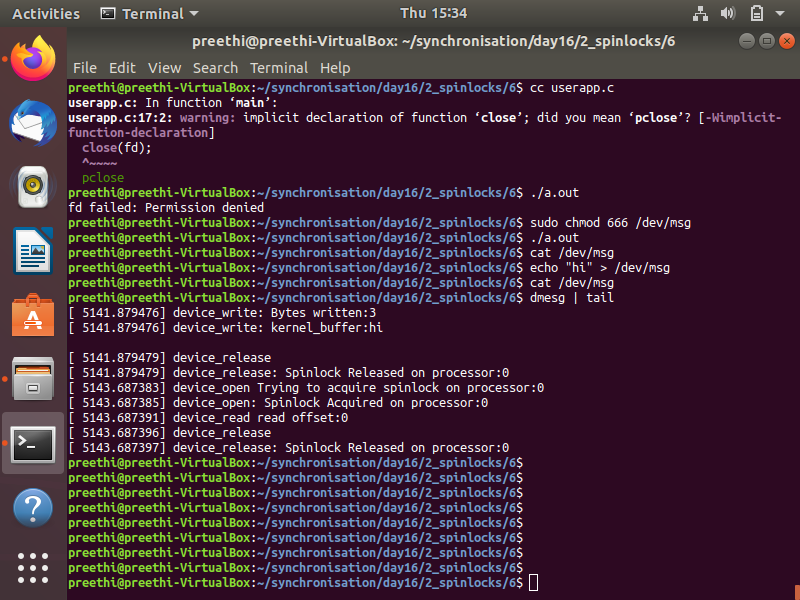 Activities Terminal Thu 15:34
preethi@preethi-VirtualBox: ~/synchronisation/day16/2_spinlocks/6
File Edit View Search Terminal Help
preethi@preethi-VirtualBox:~/synchronisation/day16/2_spinlocks/6$ cc userapp.c
userapp.c: In function ‘main’:
userapp.c:17:2: warning: implicit declaration of function ‘close’; did you mean ‘pclose’? [-Wimplicit-
function-declaration]
  close(fd);
  ^~~~~
  pclose
preethi@preethi-VirtualBox:~/synchronisation/day16/2_spinlocks/6$ ./a.out
fd failed: Permission denied
preethi@preethi-VirtualBox:~/synchronisation/day16/2_spinlocks/6$ sudo chmod 666 /dev/msg
preethi@preethi-VirtualBox:~/synchronisation/day16/2_spinlocks/6$ ./a.out
preethi@preethi-VirtualBox:~/synchronisation/day16/2_spinlocks/6$ cat /dev/msg
preethi@preethi-VirtualBox:~/synchronisation/day16/2_spinlocks/6$ echo "hi" > /dev/msg
preethi@preethi-VirtualBox:~/synchronisation/day16/2_spinlocks/6$ cat /dev/msg
preethi@preethi-VirtualBox:~/synchronisation/day16/2_spinlocks/6$ dmesg | tail
[ 5141.879476] device_write: Bytes written:3
[ 5141.879476] device_write: kernel_buffer:hi

[ 5141.879479] device_release
[ 5141.879479] device_release: Spinlock Released on processor:0
[ 5143.687383] device_open Trying to acquire spinlock on processor:0
[ 5143.687385] device_open: Spinlock Acquired on processor:0
[ 5143.687391] device_read read offset:0
[ 5143.687396] device_release
[ 5143.687397] device_release: Spinlock Released on processor:0
preethi@preethi-VirtualBox:~/synchronisation/day16/2_spinlocks/6$
preethi@preethi-VirtualBox:~/synchronisation/day16/2_spinlocks/6$
preethi@preethi-VirtualBox:~/synchronisation/day16/2_spinlocks/6$
preethi@preethi-VirtualBox:~/synchronisation/day16/2_spinlocks/6$
preethi@preethi-VirtualBox:~/synchronisation/day16/2_spinlocks/6$
preethi@preethi-VirtualBox:~/synchronisation/day16/2_spinlocks/6$
preethi@preethi-VirtualBox:~/synchronisation/day16/2_spinlocks/6$
preethi@preethi-VirtualBox:~/synchronisation/day16/2_spinlocks/6$
preethi@preethi-VirtualBox:~/synchronisation/day16/2_spinlocks/6$